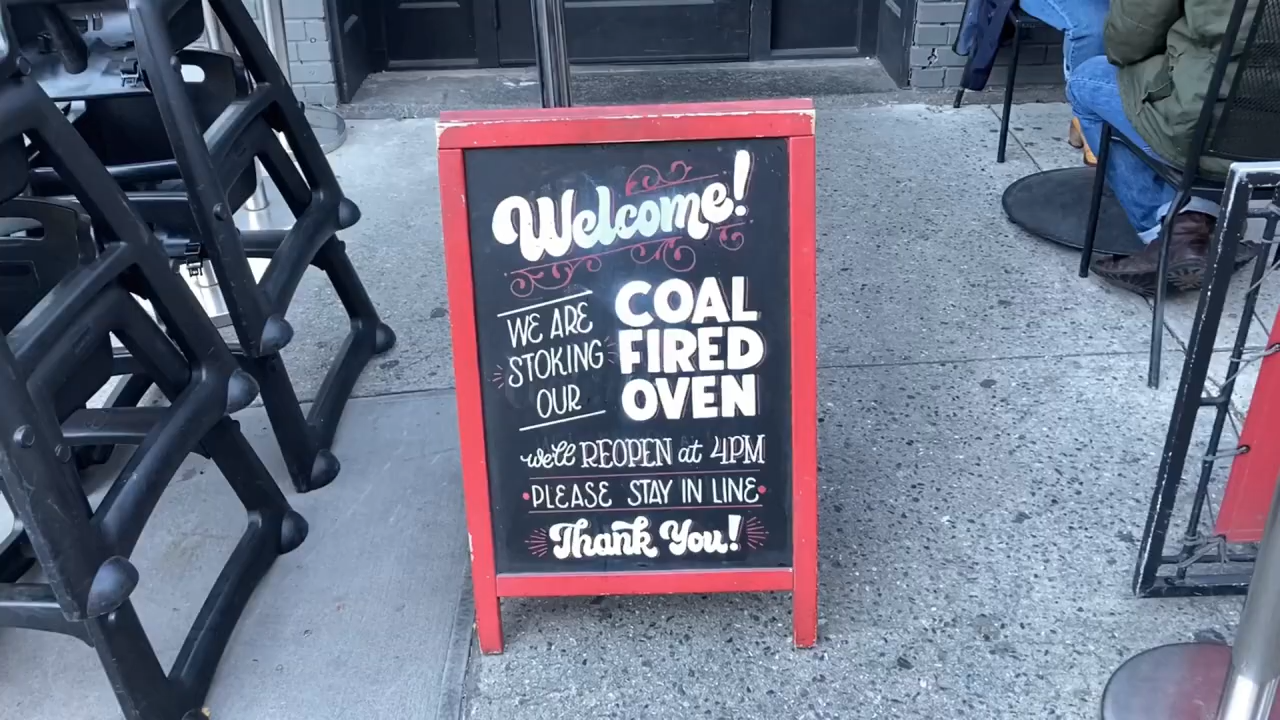 Welcome!
WE ARE
STOKING
OUR
COAL
FIRED
OVEN
we'll REOPEN at 4PM
PLEASE STAY IN LINE
Thank You!